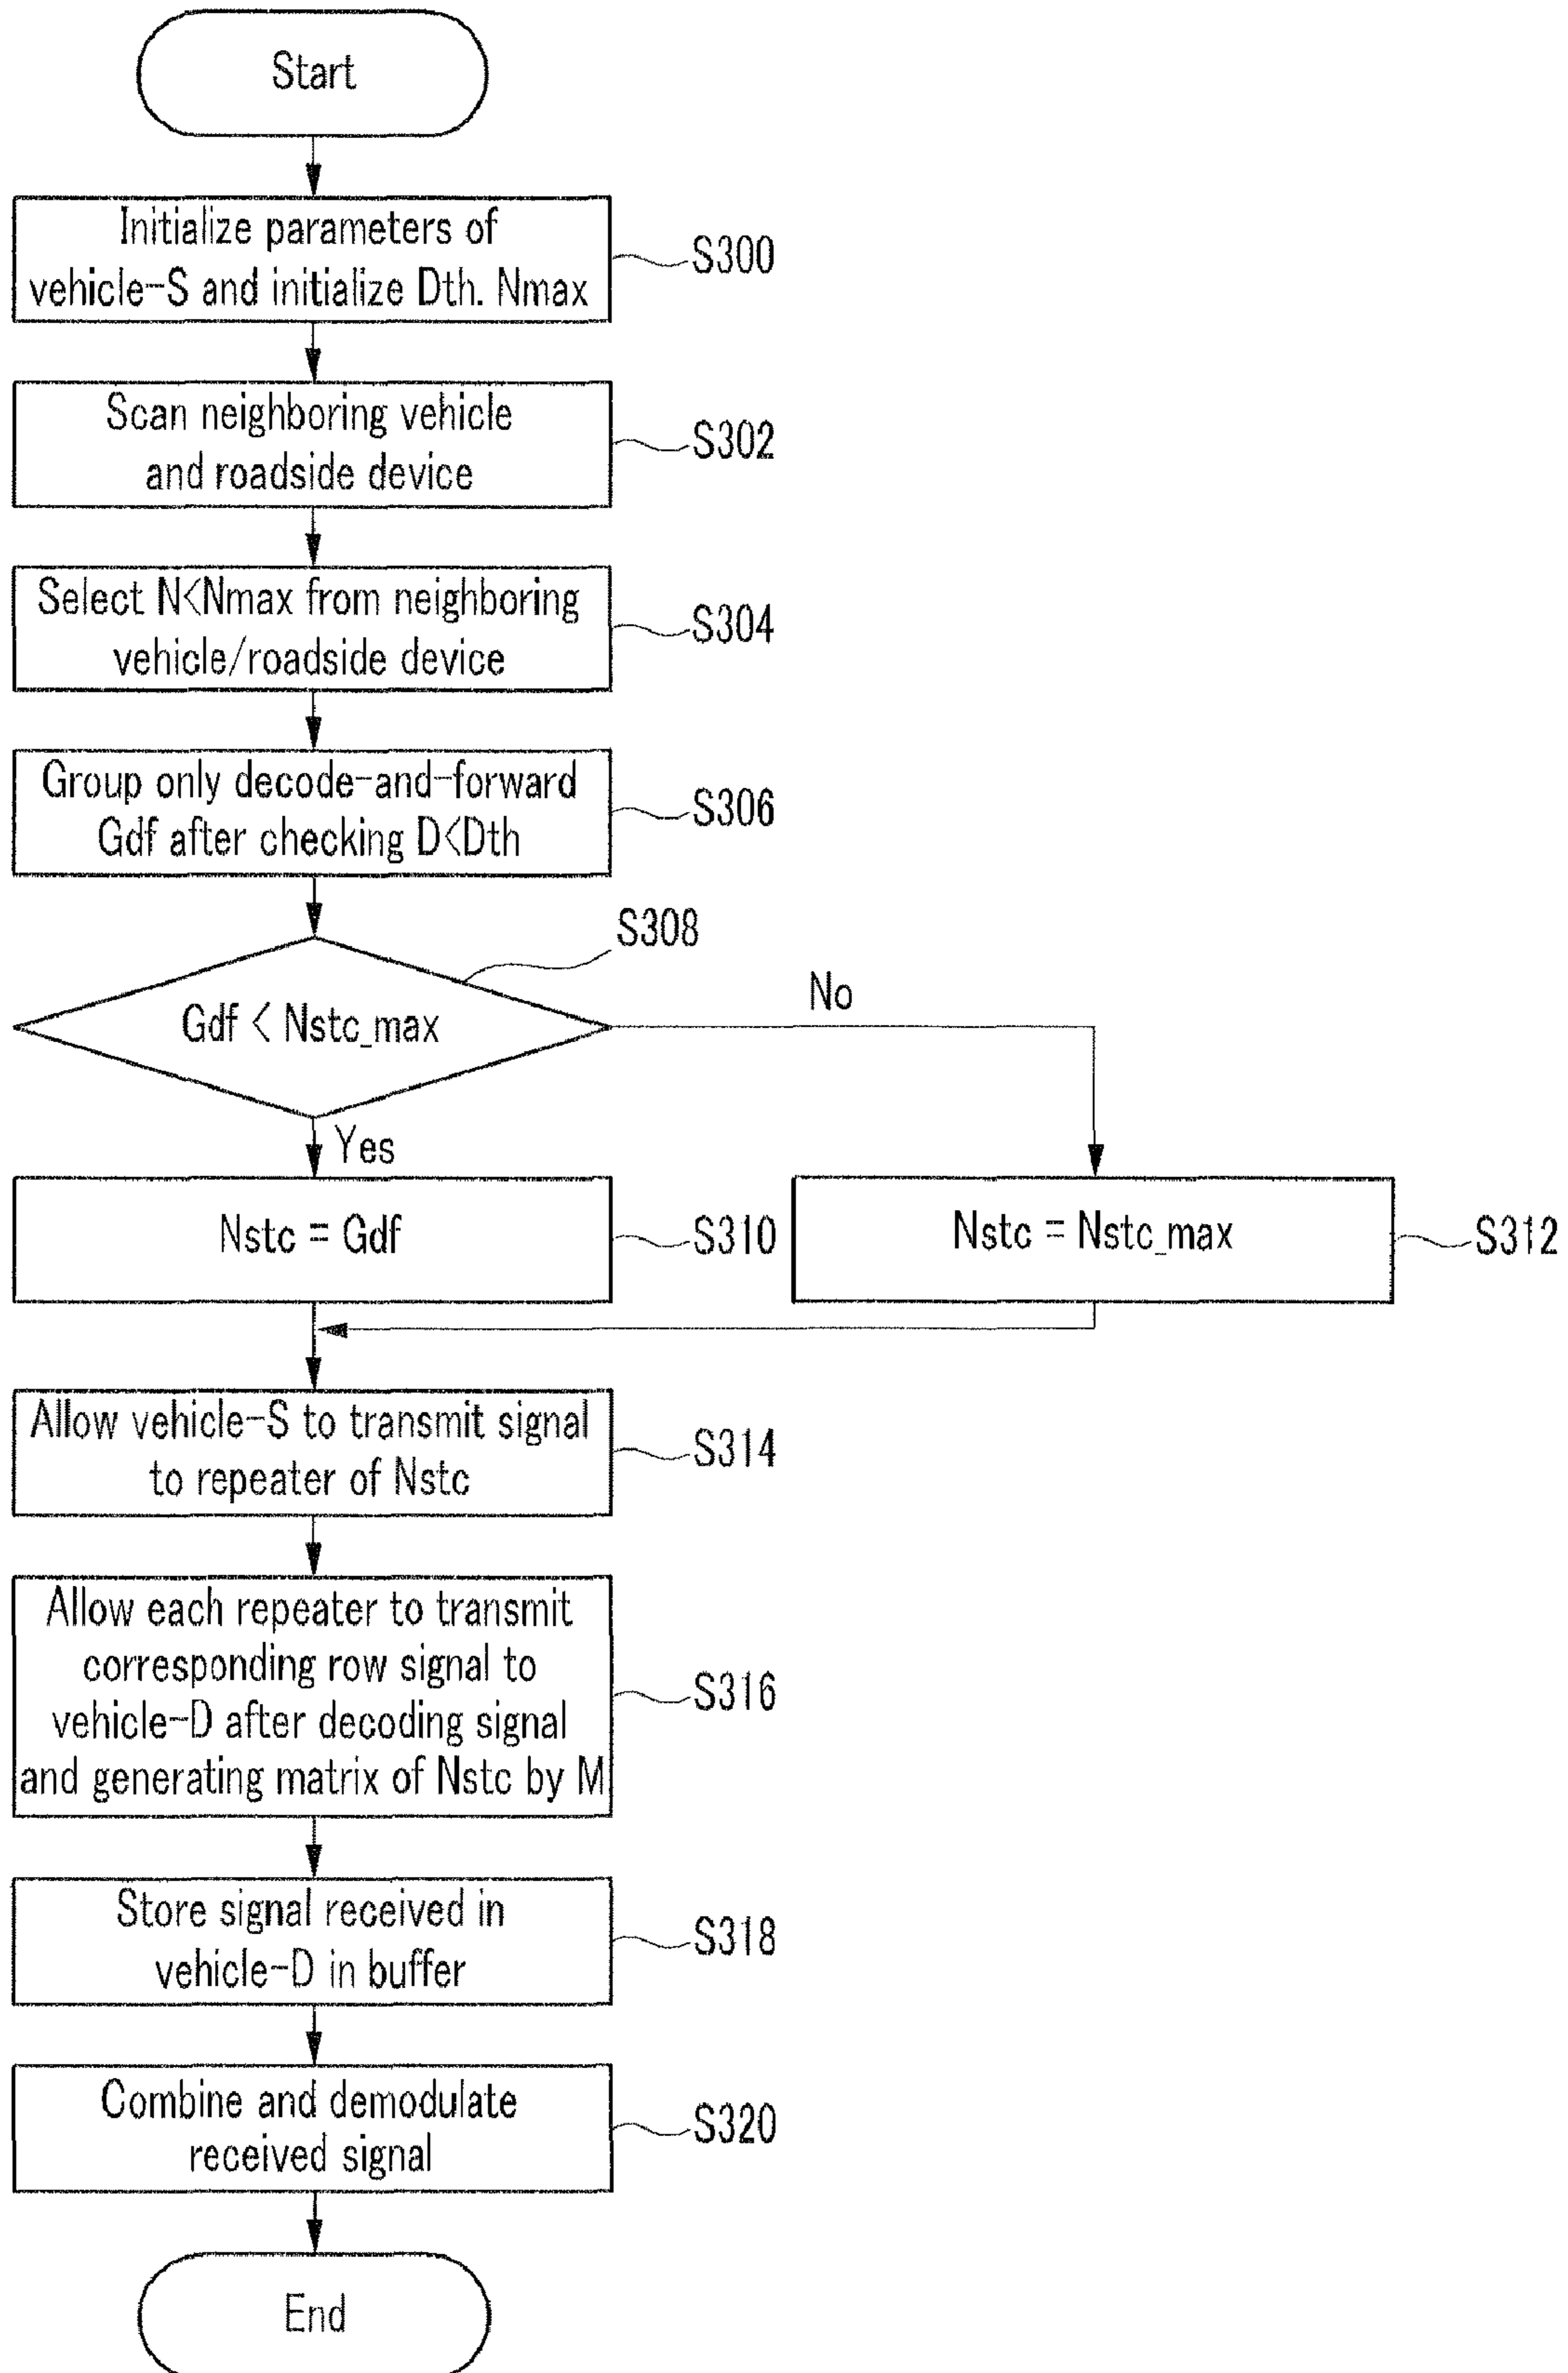 Start
Initialize parameters of
vehicle-S and initialize Dth. Nmax
S300
Scan neighboring vehicle
and roadside device
S302
Select N<Nmax from neighboring
vehicle/roadside device
S304
Group only decode-and-forward
Gdf after checking D<Dth
S306
S308
Gdf < Nstc_max
No
Yes
Nstc = Gdf
S310
Nstc = Nstc_max
S312
Allow vehicle-S to transmit signal
to repeater of Nstc
S314
Allow each repeater to transmit
corresponding row signal to
vehicle-D after decoding signal
and generating matrix of Nstc by M
S316
Store signal received in
vehicle-D in buffer
S318
Combine and demodulate
received signal
S320
End